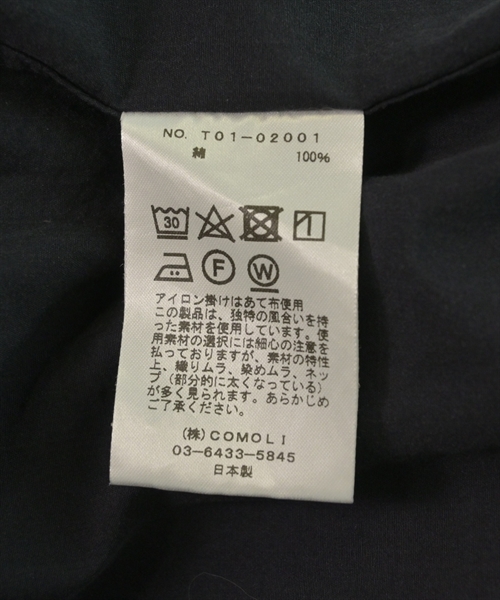 NO. T01-02001
綿 100%
30
F W
アイロン掛けはあて布使用
この製品は、独特の風合いを持
った素材を使用しています。使
用素材の選択には細心の注意を
払っておりますが、素材の特性
上、織りムラ、染めムラ、ネッ
プ(部分的に太くなっている)
が多く見られます。あらかじめ
ご了承ください。
(株)COMOLI
03-6433-5845
日本製